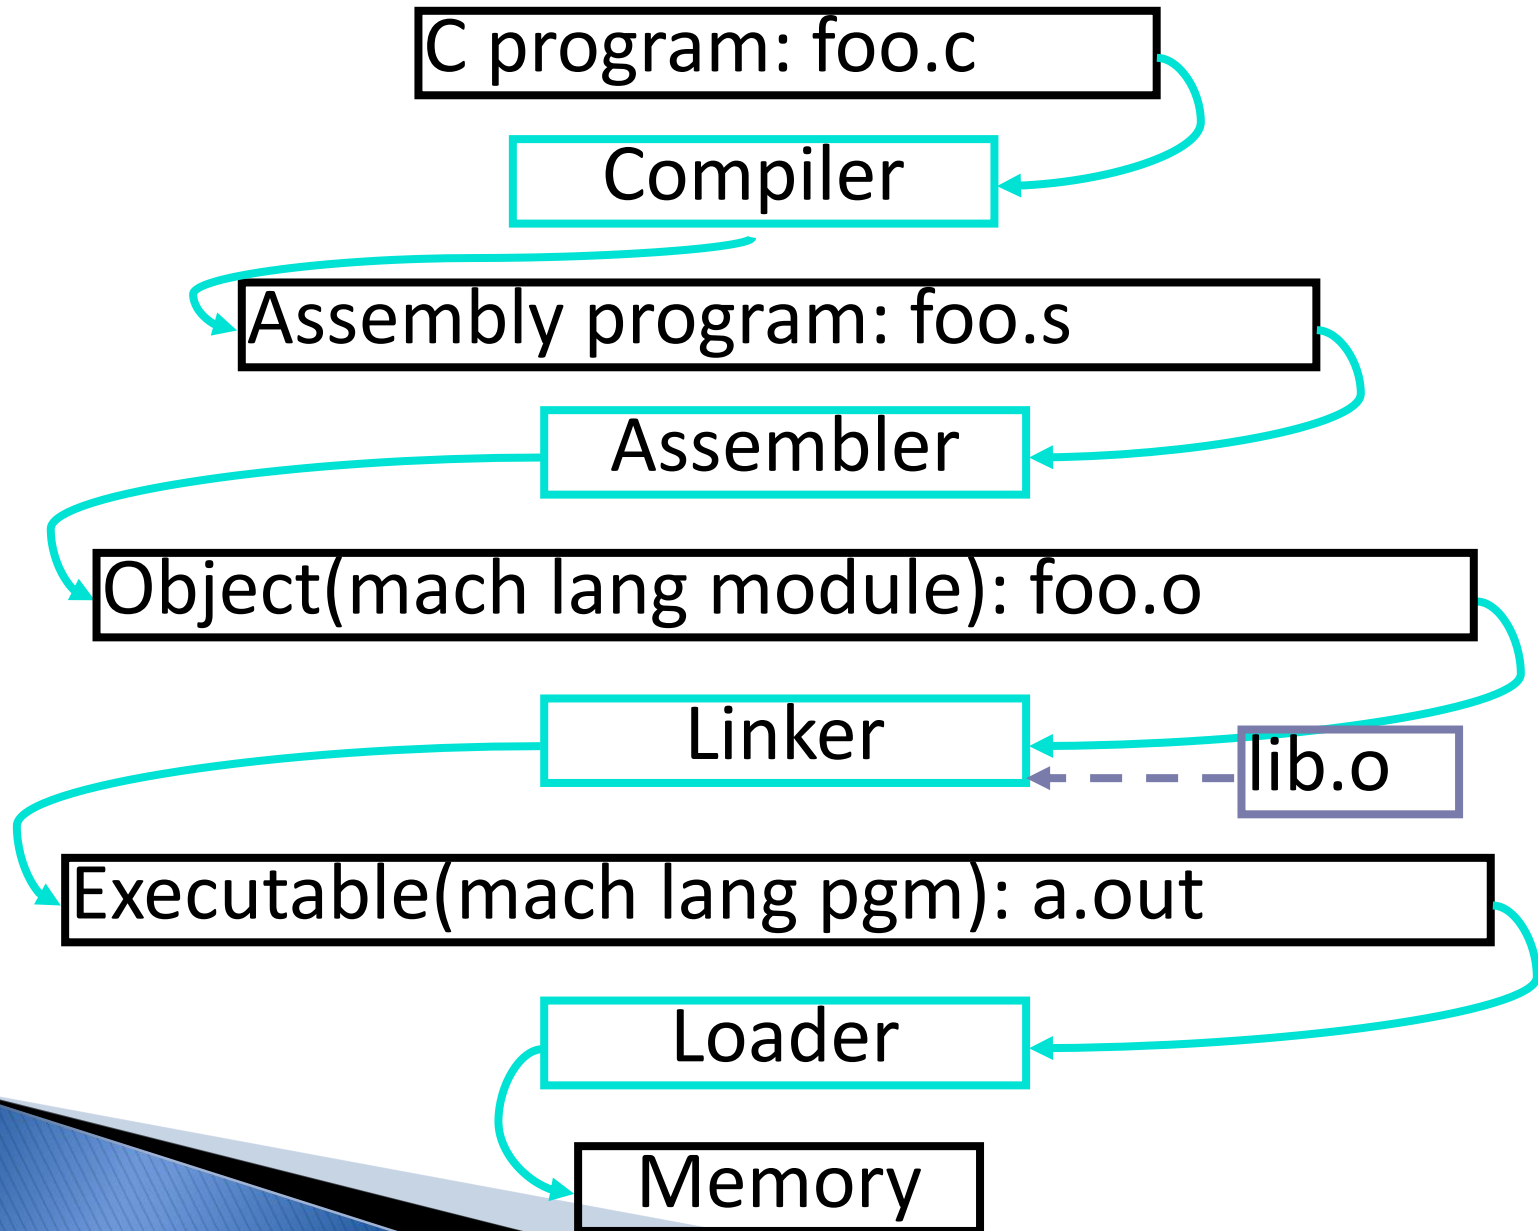 C program: foo.c
Compiler
Assembly program: foo.s
Assembler
Object(mach lang module): foo.o
Linker
lib.o
Executable(mach lang pgm): a.out
Loader
Memory